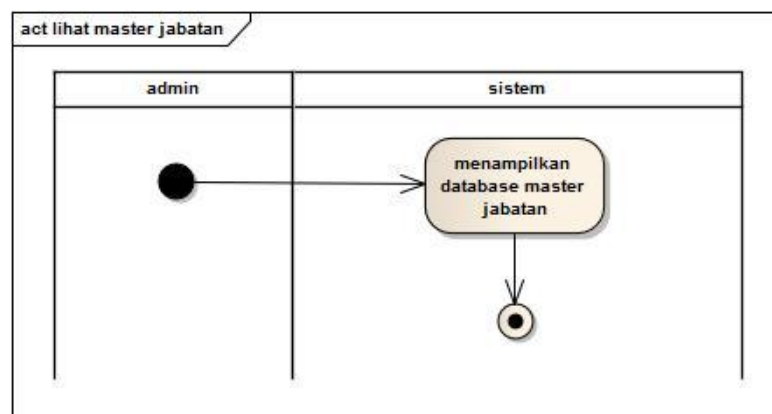 act lihat master jabatan
admin
sistem
menampilkan
database master
jabatan